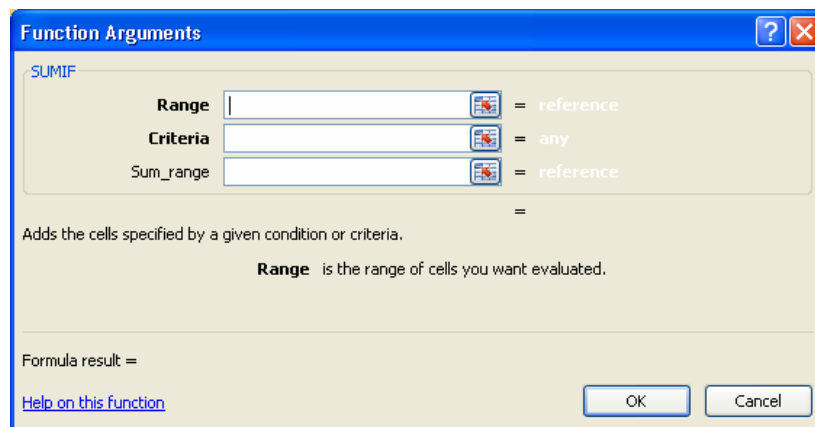 Function Arguments
SUMIF
Range = reference
Criteria = any
Sum_range = reference
=
Adds the cells specified by a given condition or criteria.
Range is the range of cells you want evaluated.
Formula result =
Help on this function OK Cancel